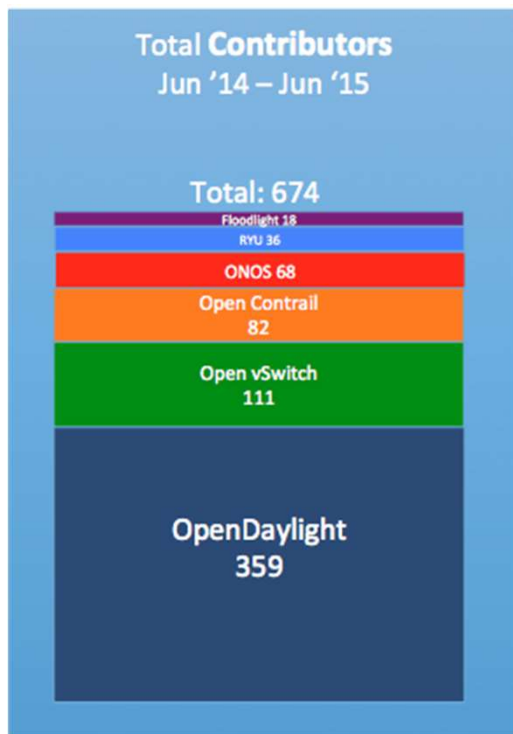 Total Contributors
Jun ’14 – Jun ‘15
Total: 674
Floodlight 18
RYU 36
ONOS 68
Open Contrail
82
Open vSwitch
111
OpenDaylight
359